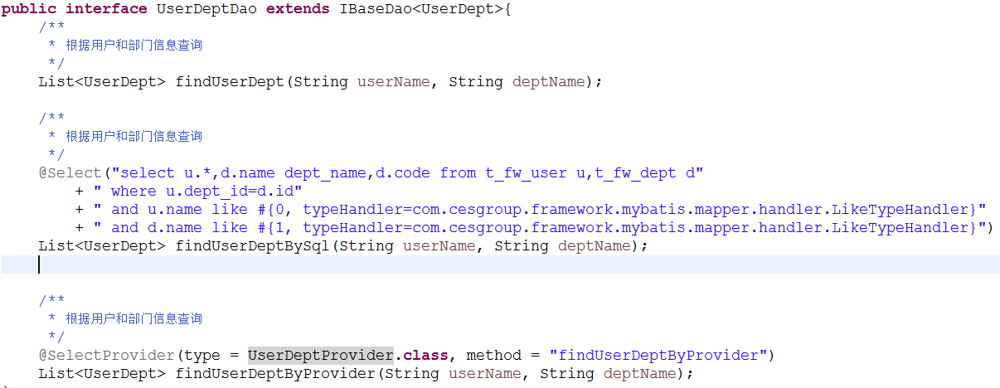 public interface UserDeptDao extends IBaseDao<UserDept>{
    /**
     * 根据用户和部门信息查询
     */
    List<UserDept> findUserDept(String userName, String deptName);

    /**
     * 根据用户和部门信息查询
     */
    @Select("select u.*,d.name dept_name,d.code from t_fw_user u,t_fw_dept d"
        + " where u.dept_id=d.id"
        + " and u.name like #{0, typeHandler=com.cesgroup.framework.mybatis.mapper.handler.LikeTypeHandler}"
        + " and d.name like #{1, typeHandler=com.cesgroup.framework.mybatis.mapper.handler.LikeTypeHandler}")
    List<UserDept> findUserDeptBySql(String userName, String deptName);

    /**
     * 根据用户和部门信息查询
     */
    @SelectProvider(type = UserDeptProvider.class, method = "findUserDeptByProvider")
    List<UserDept> findUserDeptByProvider(String userName, String deptName);